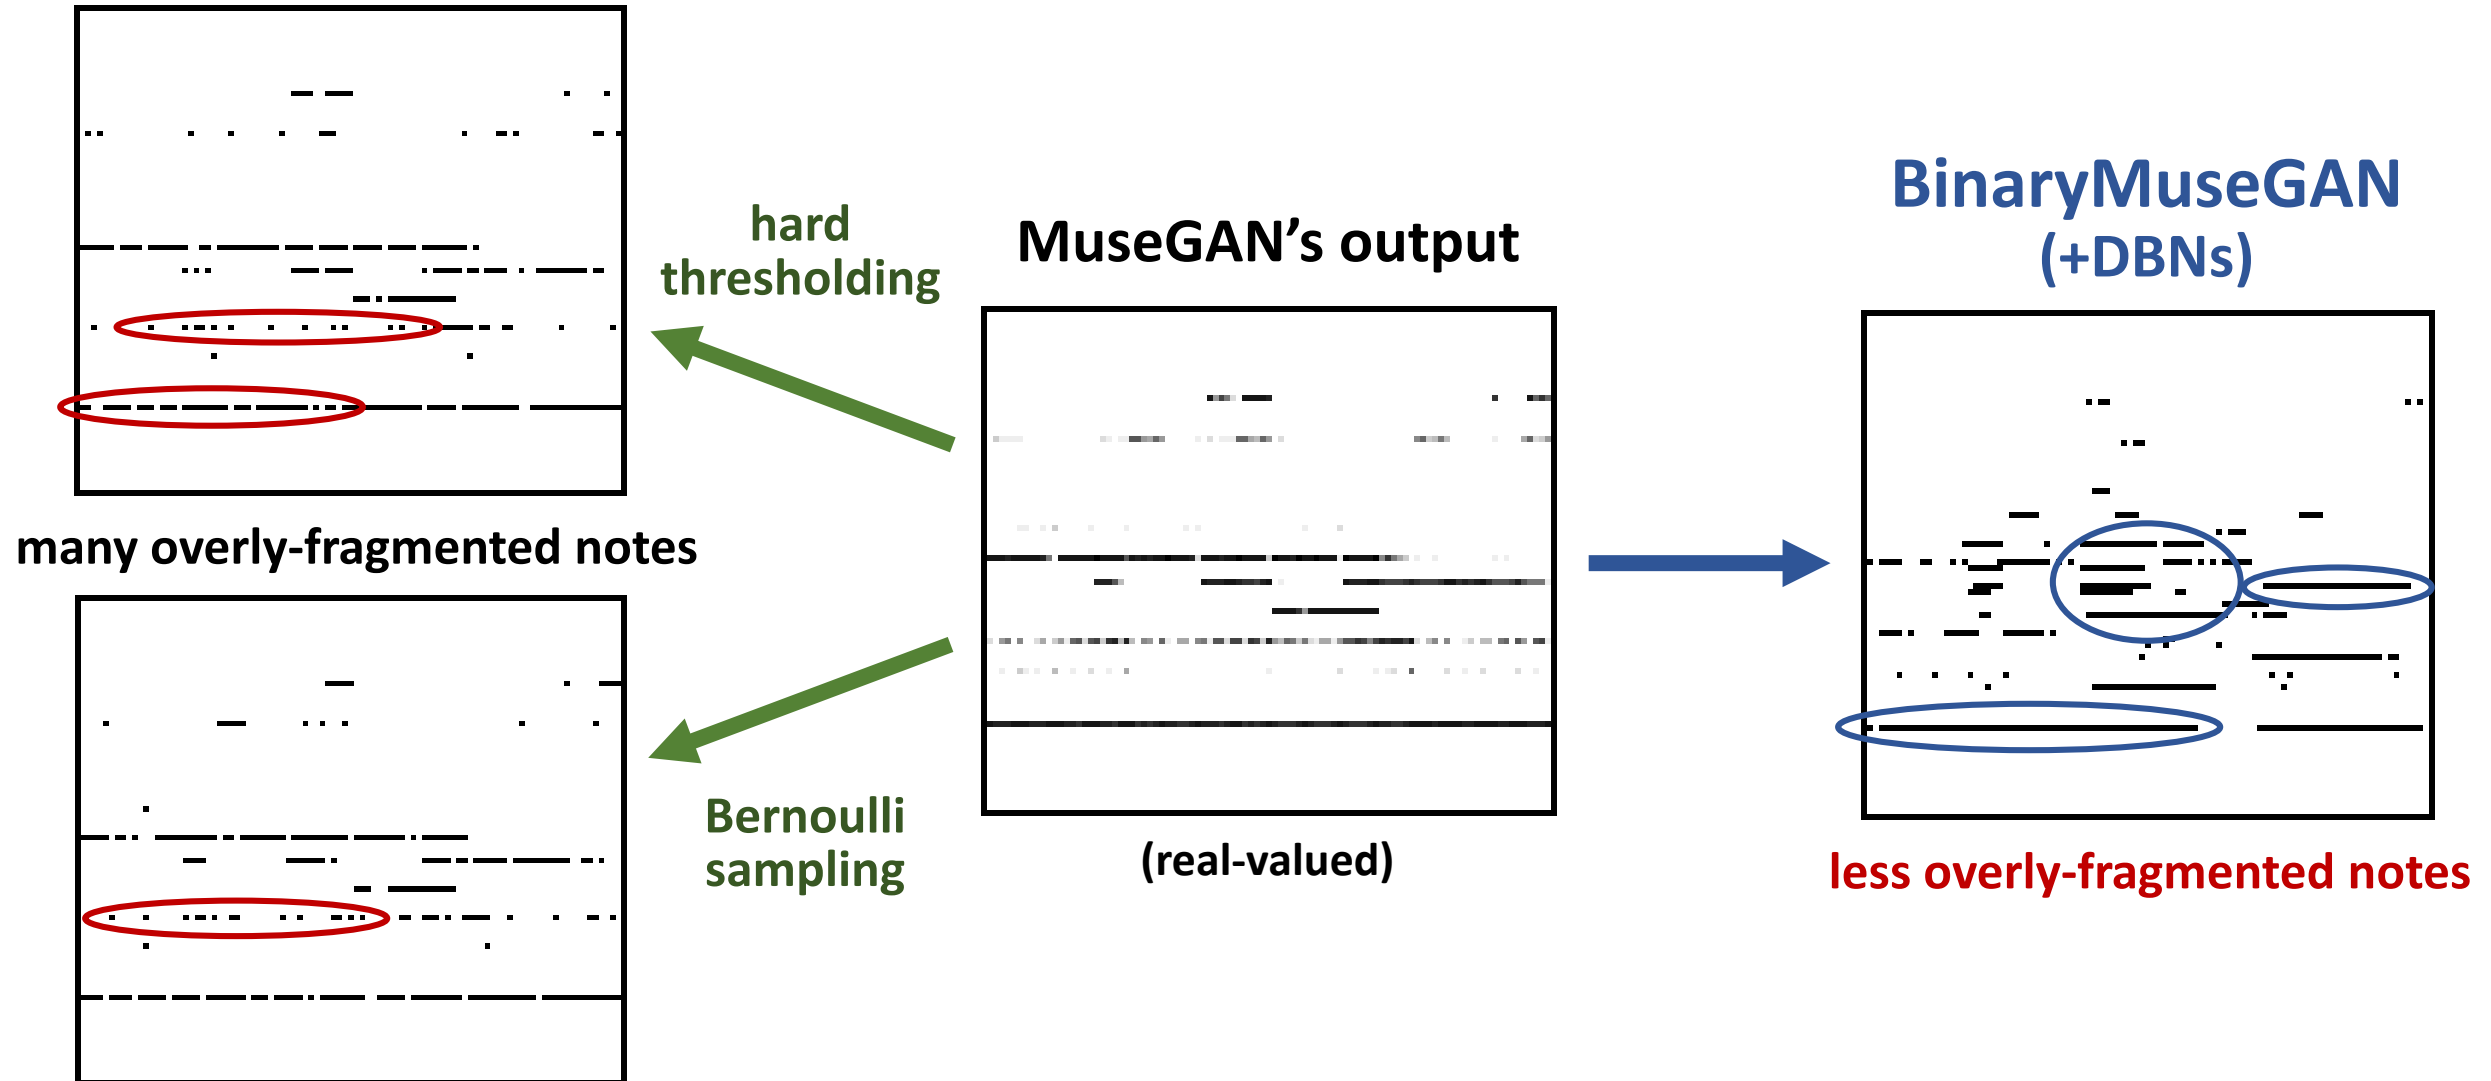 many overly-fragmented notes
hard
thresholding
Bernoulli
sampling
MuseGAN’s output
(real-valued)
BinaryMuseGAN
(+DBNs)
less overly-fragmented notes